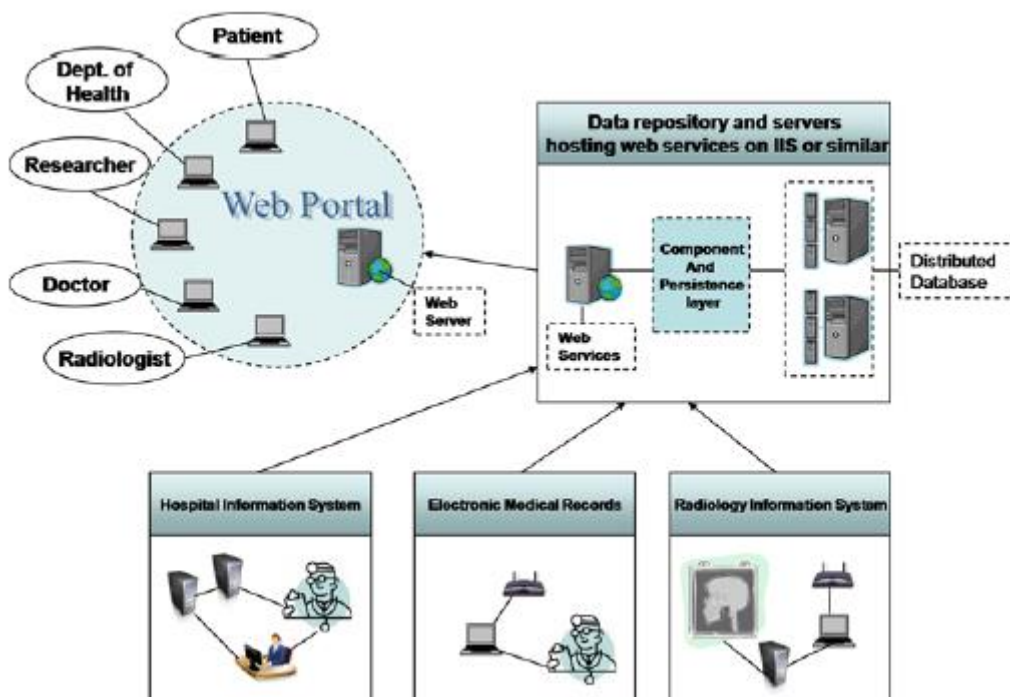 Patient
Dept. of
Health
Researcher
Doctor
Radiologist
Web Portal
Web
Server
Data repository and servers
hosting web services on IIS or similar
Web
Services
Component
And
Persistence
layer
Distributed
Database
Hospital Information System
Electronic Medical Records
Radiology Information System